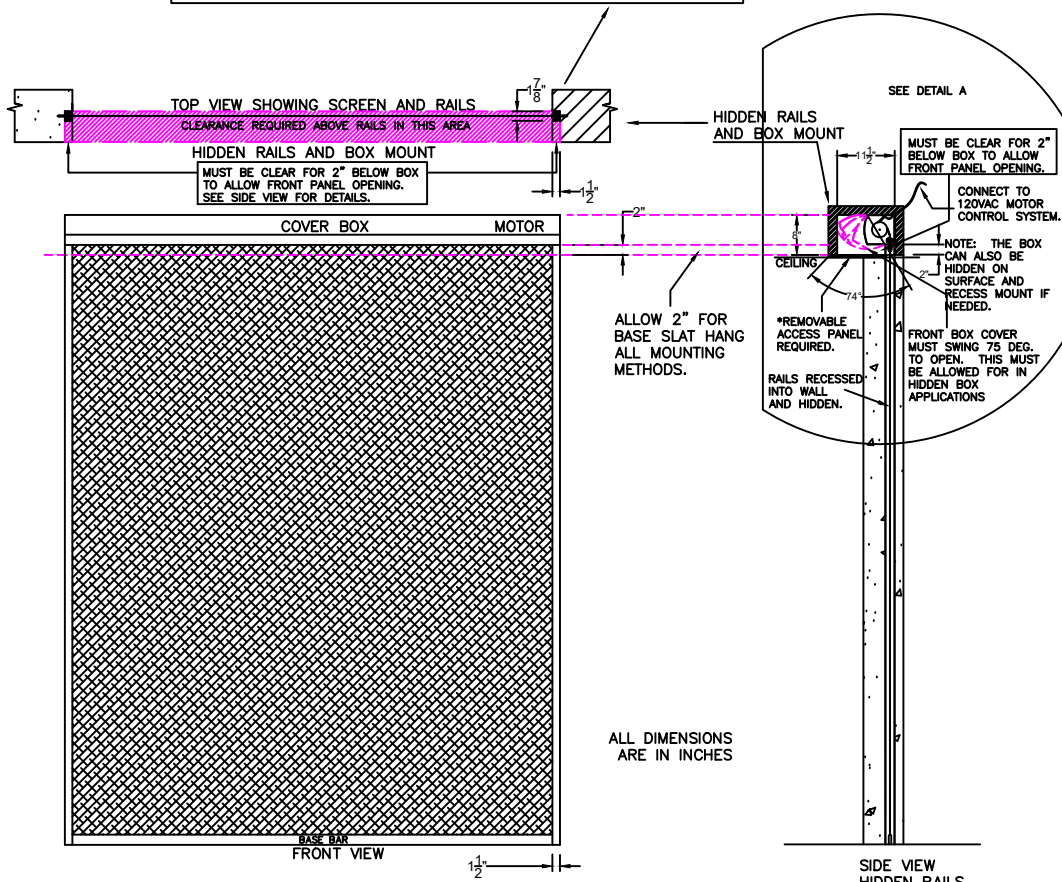 1 7/8"
TOP VIEW SHOWING SCREEN AND RAILS
CLEARANCE REQUIRED ABOVE RAILS IN THIS AREA
HIDDEN RAILS AND BOX MOUNT
MUST BE CLEAR FOR 2" BELOW BOX
TO ALLOW FRONT PANEL OPENING.
SEE SIDE VIEW FOR DETAILS.
1 1/2"
COVER BOX
MOTOR
2"
BASE BAR
FRONT VIEW
1 1/2"
ALLOW 2" FOR
BASE SLAT HANG
ALL MOUNTING
METHODS.
ALL DIMENSIONS
ARE IN INCHES
SEE DETAIL A
HIDDEN RAILS
AND BOX MOUNT
11 1/2"
MUST BE CLEAR FOR 2"
BELOW BOX TO ALLOW
FRONT PANEL OPENING.
CONNECT TO
120VAC MOTOR
CONTROL SYSTEM.
8"
CEILING
2"
NOTE: THE BOX
CAN ALSO BE
HIDDEN ON
SURFACE AND
RECESS MOUNT IF
NEEDED.
74°
*REMOVABLE
ACCESS PANEL
REQUIRED.
FRONT BOX COVER
MUST SWING 75 DEG.
TO OPEN. THIS MUST
BE ALLOWED FOR IN
HIDDEN BOX
APPLICATIONS
RAILS RECESSED
INTO WALL
AND HIDDEN.
SIDE VIEW
HIDDEN RAILS